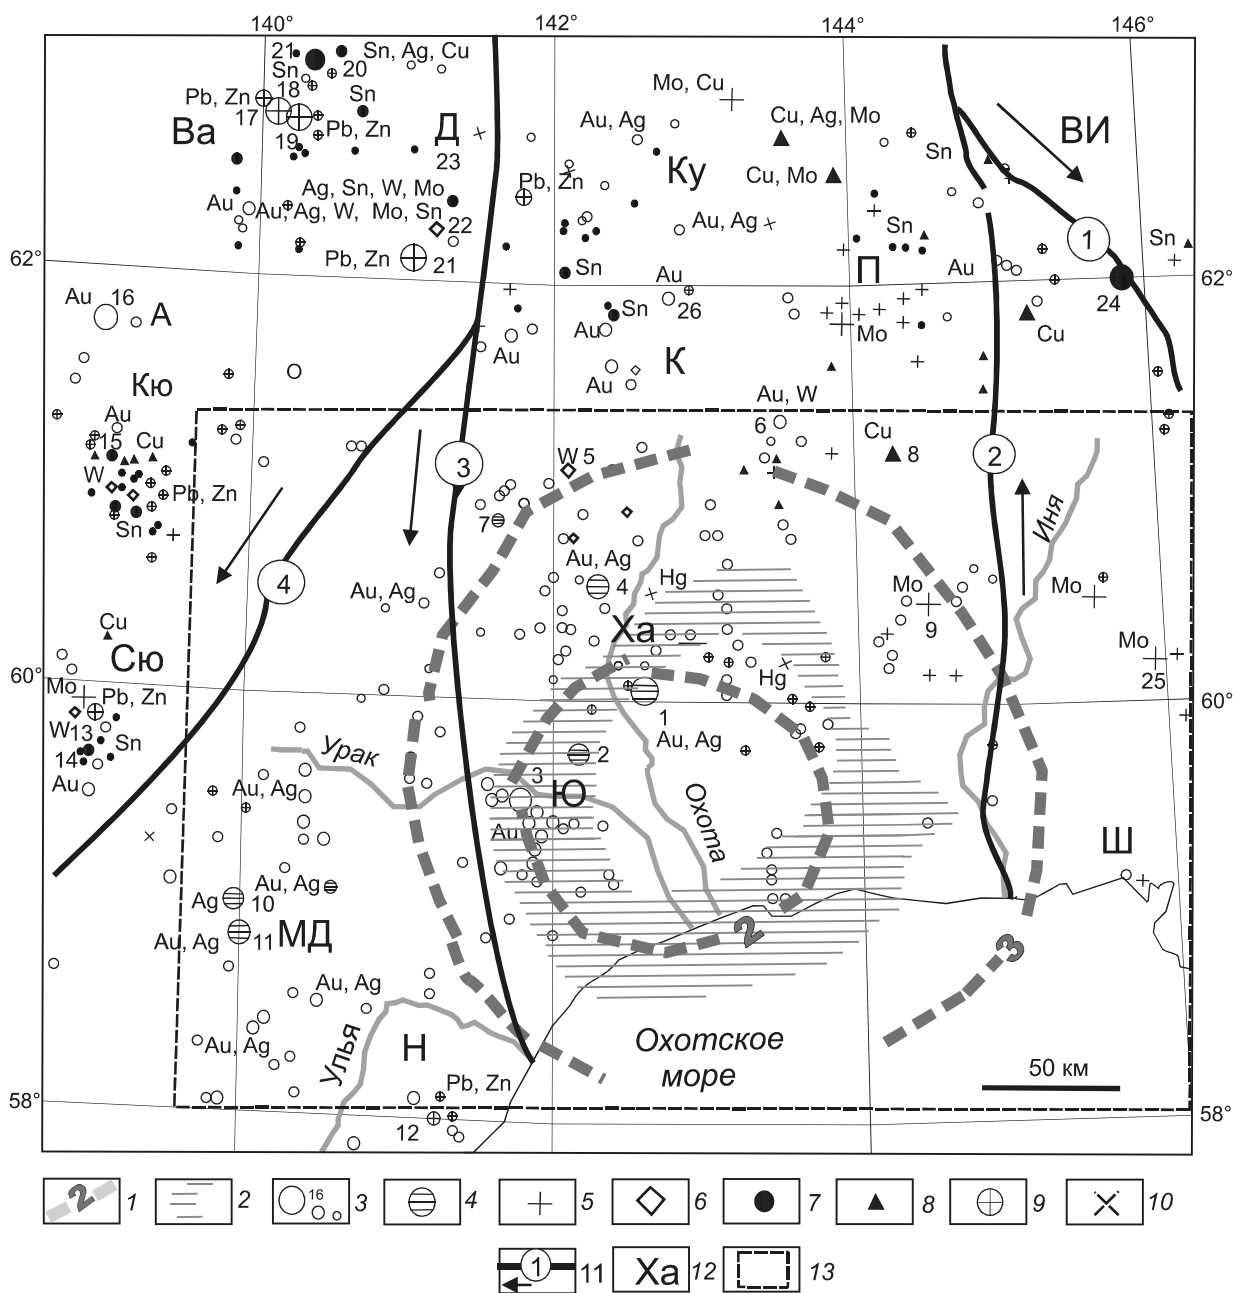 140° 142° 144° 146°
21 Sn, Ag, Cu
Sn 20
18
Pb, Zn Sn
17
Ва Pb, Zn Д
19
23
Mo, Cu
Au, Ag Cu, Ag, Mo
ВИ
Sn
Ку
Cu, Mo
Pb, Zn
Ag, Sn, W, Mo
Au Au, Ag, W, Mo, Sn 22
Au, Ag
Sn
1
Sn
Pb, Zn 21
62° 62°
Sn
Au
П
Au
24
Au 16
А
26
Sn
Au
Mo
Cu
Au
К
Кю
Au
Au, W
6
Au
15 Cu
W
Pb, Zn
Sn
3
W 5
Cu
8
2
Иня
7
Au, Ag
4
Hg
4
Au, Ag
Mo
9
Mo
Cu
Сю
Ха
Mo
25
60° 60°
Mo
Pb, Zn
Hg
1
Au, Ag
W 13
Sn
14
Au
Урак
2
3
Au, Ag
Ю
Охота
Au
Ш
Au, Ag
Ag 10
Au, Ag 11
МД
2
3
Au, Ag
Au, Ag
Улья
Н
Охотское
море
50 км
Pb, Zn
58° 58°
12
2 1 2 16 3 4 5 6 7 8 9 10
1 11 Ха 12 13